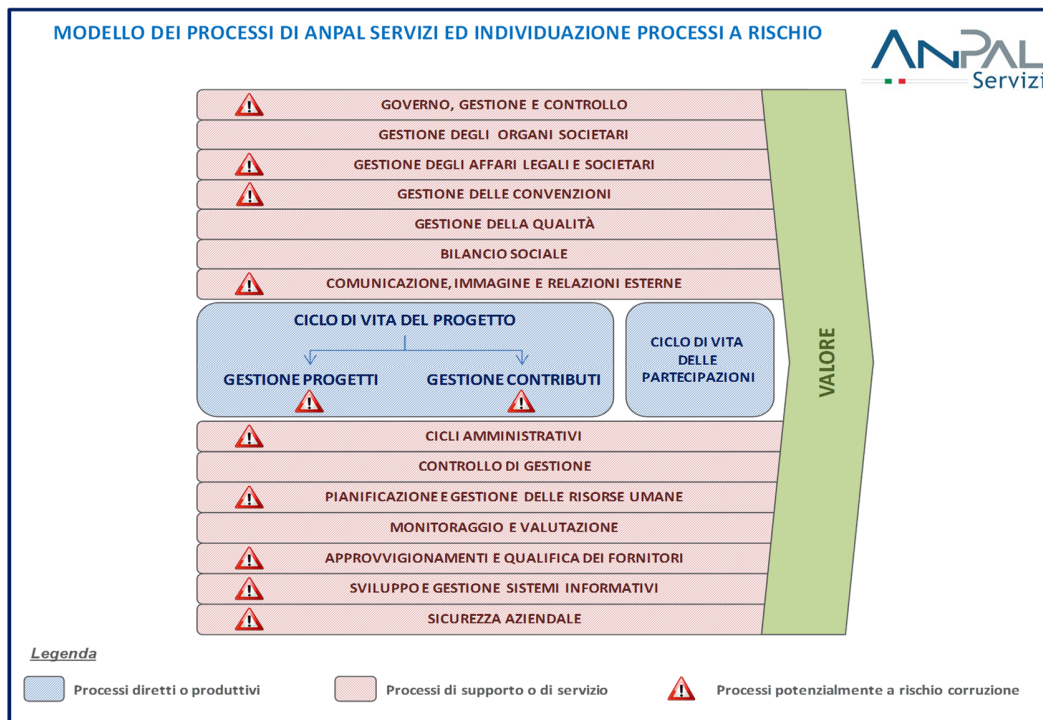 MODELLO DEI PROCESSI DI ANPAL SERVIZI ED INDIVIDUAZIONE PROCESSI A RISCHIO
ANPAL
Servizi
GOVERNO, GESTIONE E CONTROLLO
GESTIONE DEGLI ORGANI SOCIETARI
GESTIONE DEGLI AFFARI LEGALI E SOCIETARI
GESTIONE DELLE CONVENZIONI
GESTIONE DELLA QUALITÀ
BILANCIO SOCIALE
COMUNICAZIONE, IMMAGINE E RELAZIONI ESTERNE
CICLO DI VITA DEL PROGETTO
GESTIONE PROGETTI
GESTIONE CONTRIBUTI
CICLO DI VITA
DELLE
PARTECIPAZIONI
VALORE
CICLI AMMINISTRATIVI
CONTROLLO DI GESTIONE
PIANIFICAZIONE E GESTIONE DELLE RISORSE UMANE
MONITORAGGIO E VALUTAZIONE
APPROVVIGIONAMENTI E QUALIFICA DEI FORNITORI
SVILUPPO E GESTIONE SISTEMI INFORMATIVI
SICUREZZA AZIENDALE
Legenda
Processi diretti o produttivi
Processi di supporto o di servizio
Processi potenzialmente a rischio corruzione